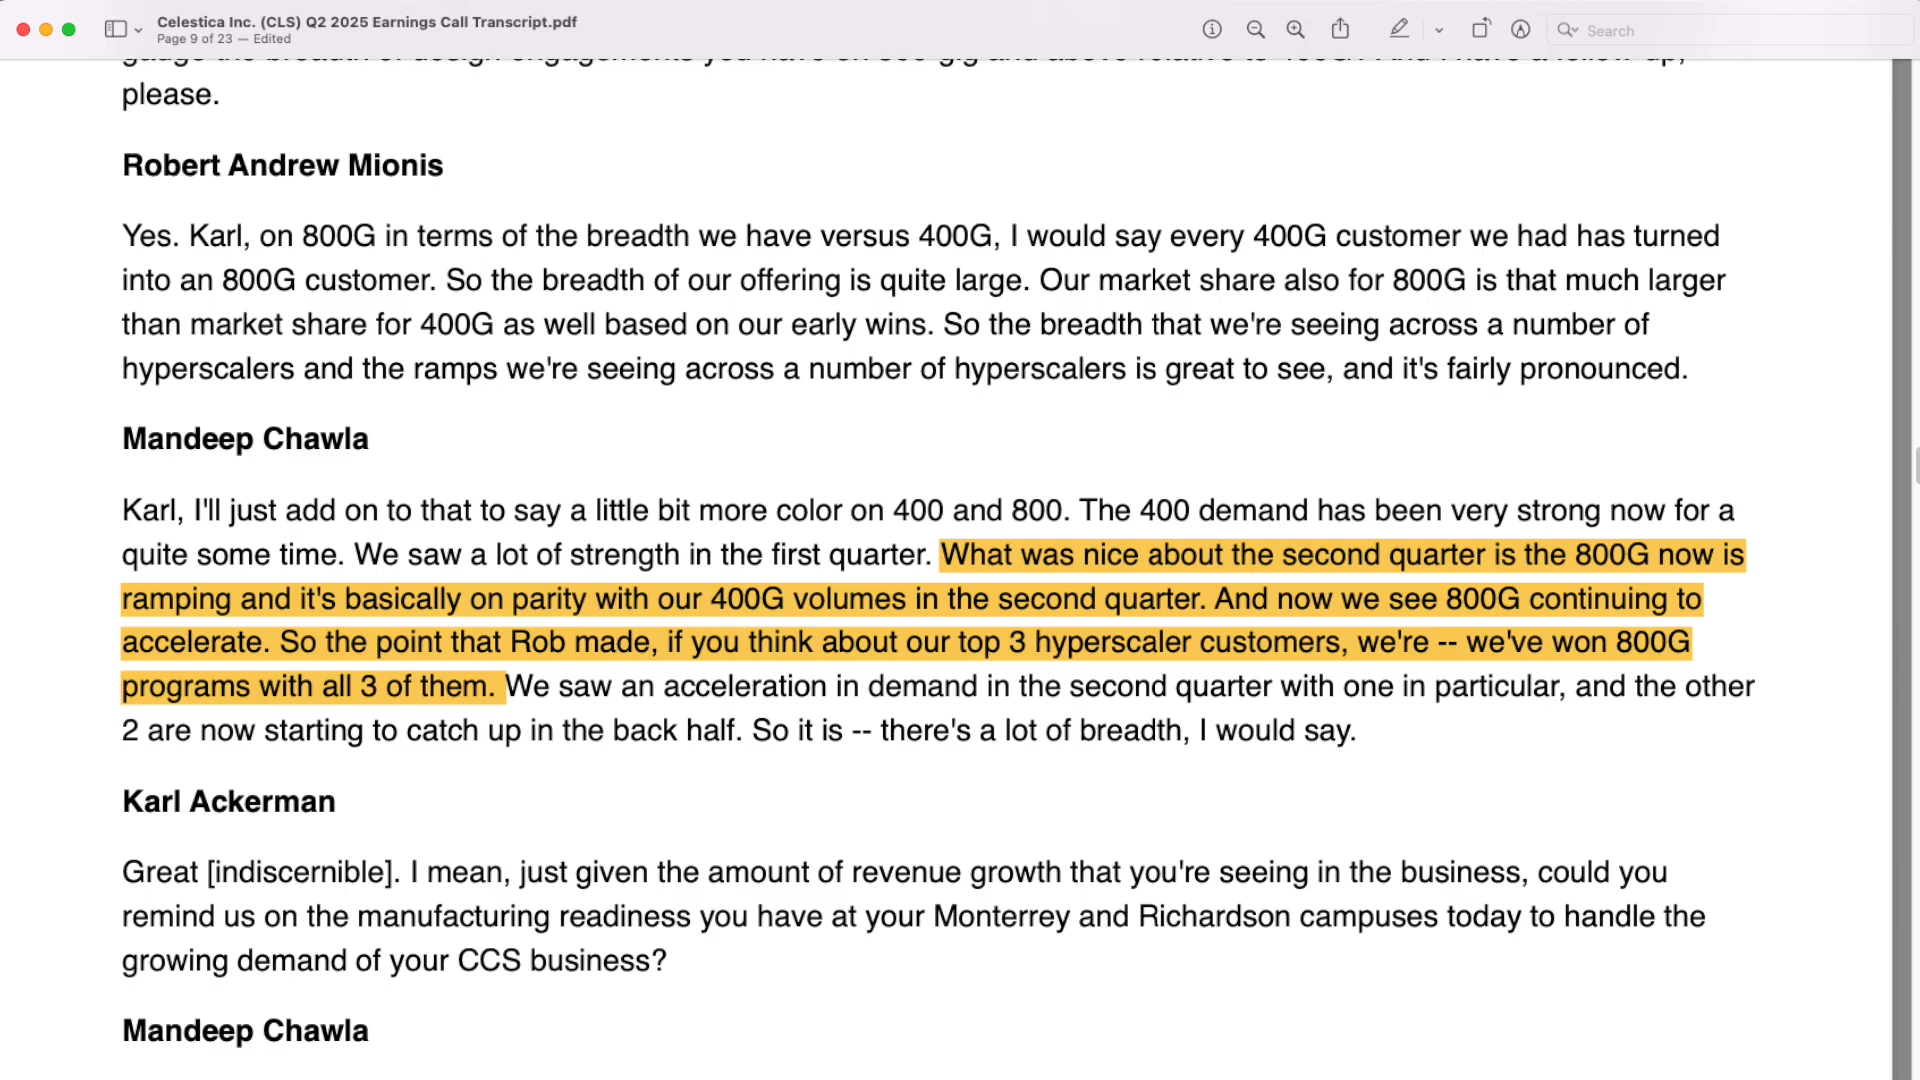 Celestica Inc. (CLS) Q2 2025 Earnings Call Transcript.pdf
Page 9 of 23 — Edited
Search
please.
Robert Andrew Mionis
Yes. Karl, on 800G in terms of the breadth we have versus 400G, I would say every 400G customer we had has turned
into an 800G customer. So the breadth of our offering is quite large. Our market share also for 800G is that much larger
than market share for 400G as well based on our early wins. So the breadth that we're seeing across a number of
hyperscalers and the ramps we're seeing across a number of hyperscalers is great to see, and it's fairly pronounced.
Mandeep Chawla
Karl, I'll just add on to that to say a little bit more color on 400 and 800. The 400 demand has been very strong now for a
quite some time. We saw a lot of strength in the first quarter. What was nice about the second quarter is the 800G now is
ramping and it's basically on parity with our 400G volumes in the second quarter. And now we see 800G continuing to
accelerate. So the point that Rob made, if you think about our top 3 hyperscaler customers, we're -- we've won 800G
programs with all 3 of them. We saw an acceleration in demand in the second quarter with one in particular, and the other
2 are now starting to catch up in the back half. So it is -- there's a lot of breadth, I would say.
Karl Ackerman
Great [indiscernible]. I mean, just given the amount of revenue growth that you're seeing in the business, could you
remind us on the manufacturing readiness you have at your Monterrey and Richardson campuses today to handle the
growing demand of your CCS business?
Mandeep Chawla